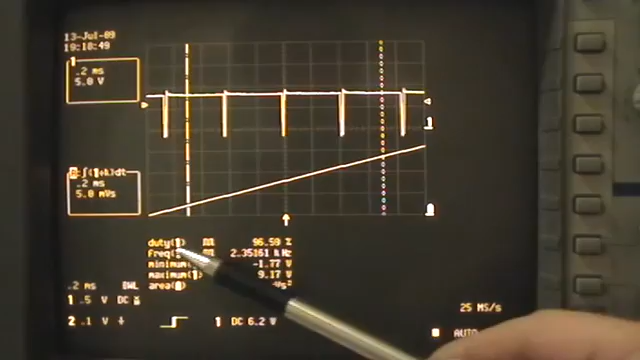 13-Jul-09
19:18:49
1
.2 ms
5.0 V
.2 ms
5.0 mVs
1
duty(1) 96.59 %
freq( 2.35161 kHz
minimum( -1.77 V
maximum(1) 9.17 V
area( -Vs
.2 ms BWL
1 .5 V DC
2 .1 V
1 DC 6.2 V
25 MS/s
AUTO